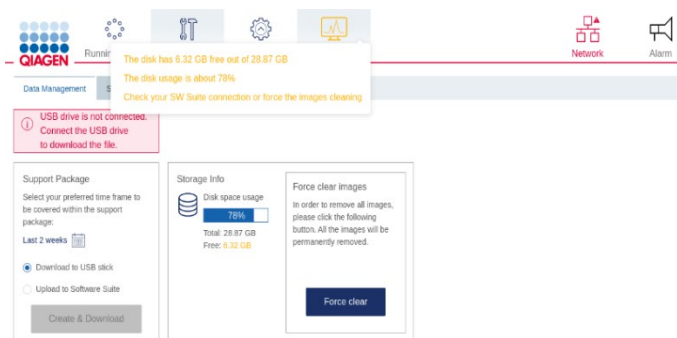 QIAGEN
Runnin
Network
Alarm
The disk has 6.32 GB free out of 28.87 GB
The disk usage is about 78%
Check your SW Suite connection or force the images cleaning
Data Management
S
USB drive is not connected.
Connect the USB drive
to download the file.
Support Package
Select your preferred time frame to
be covered within the support
package:
Last 2 weeks
Download to USB stick
Upload to Software Suite
Create & Download
Storage Info
Disk space usage
78%
Total: 28.87 GB
Free: 6.32 GB
Force clear images
In order to remove all images,
please click the following
button. All the images will be
permanently removed.
Force clear